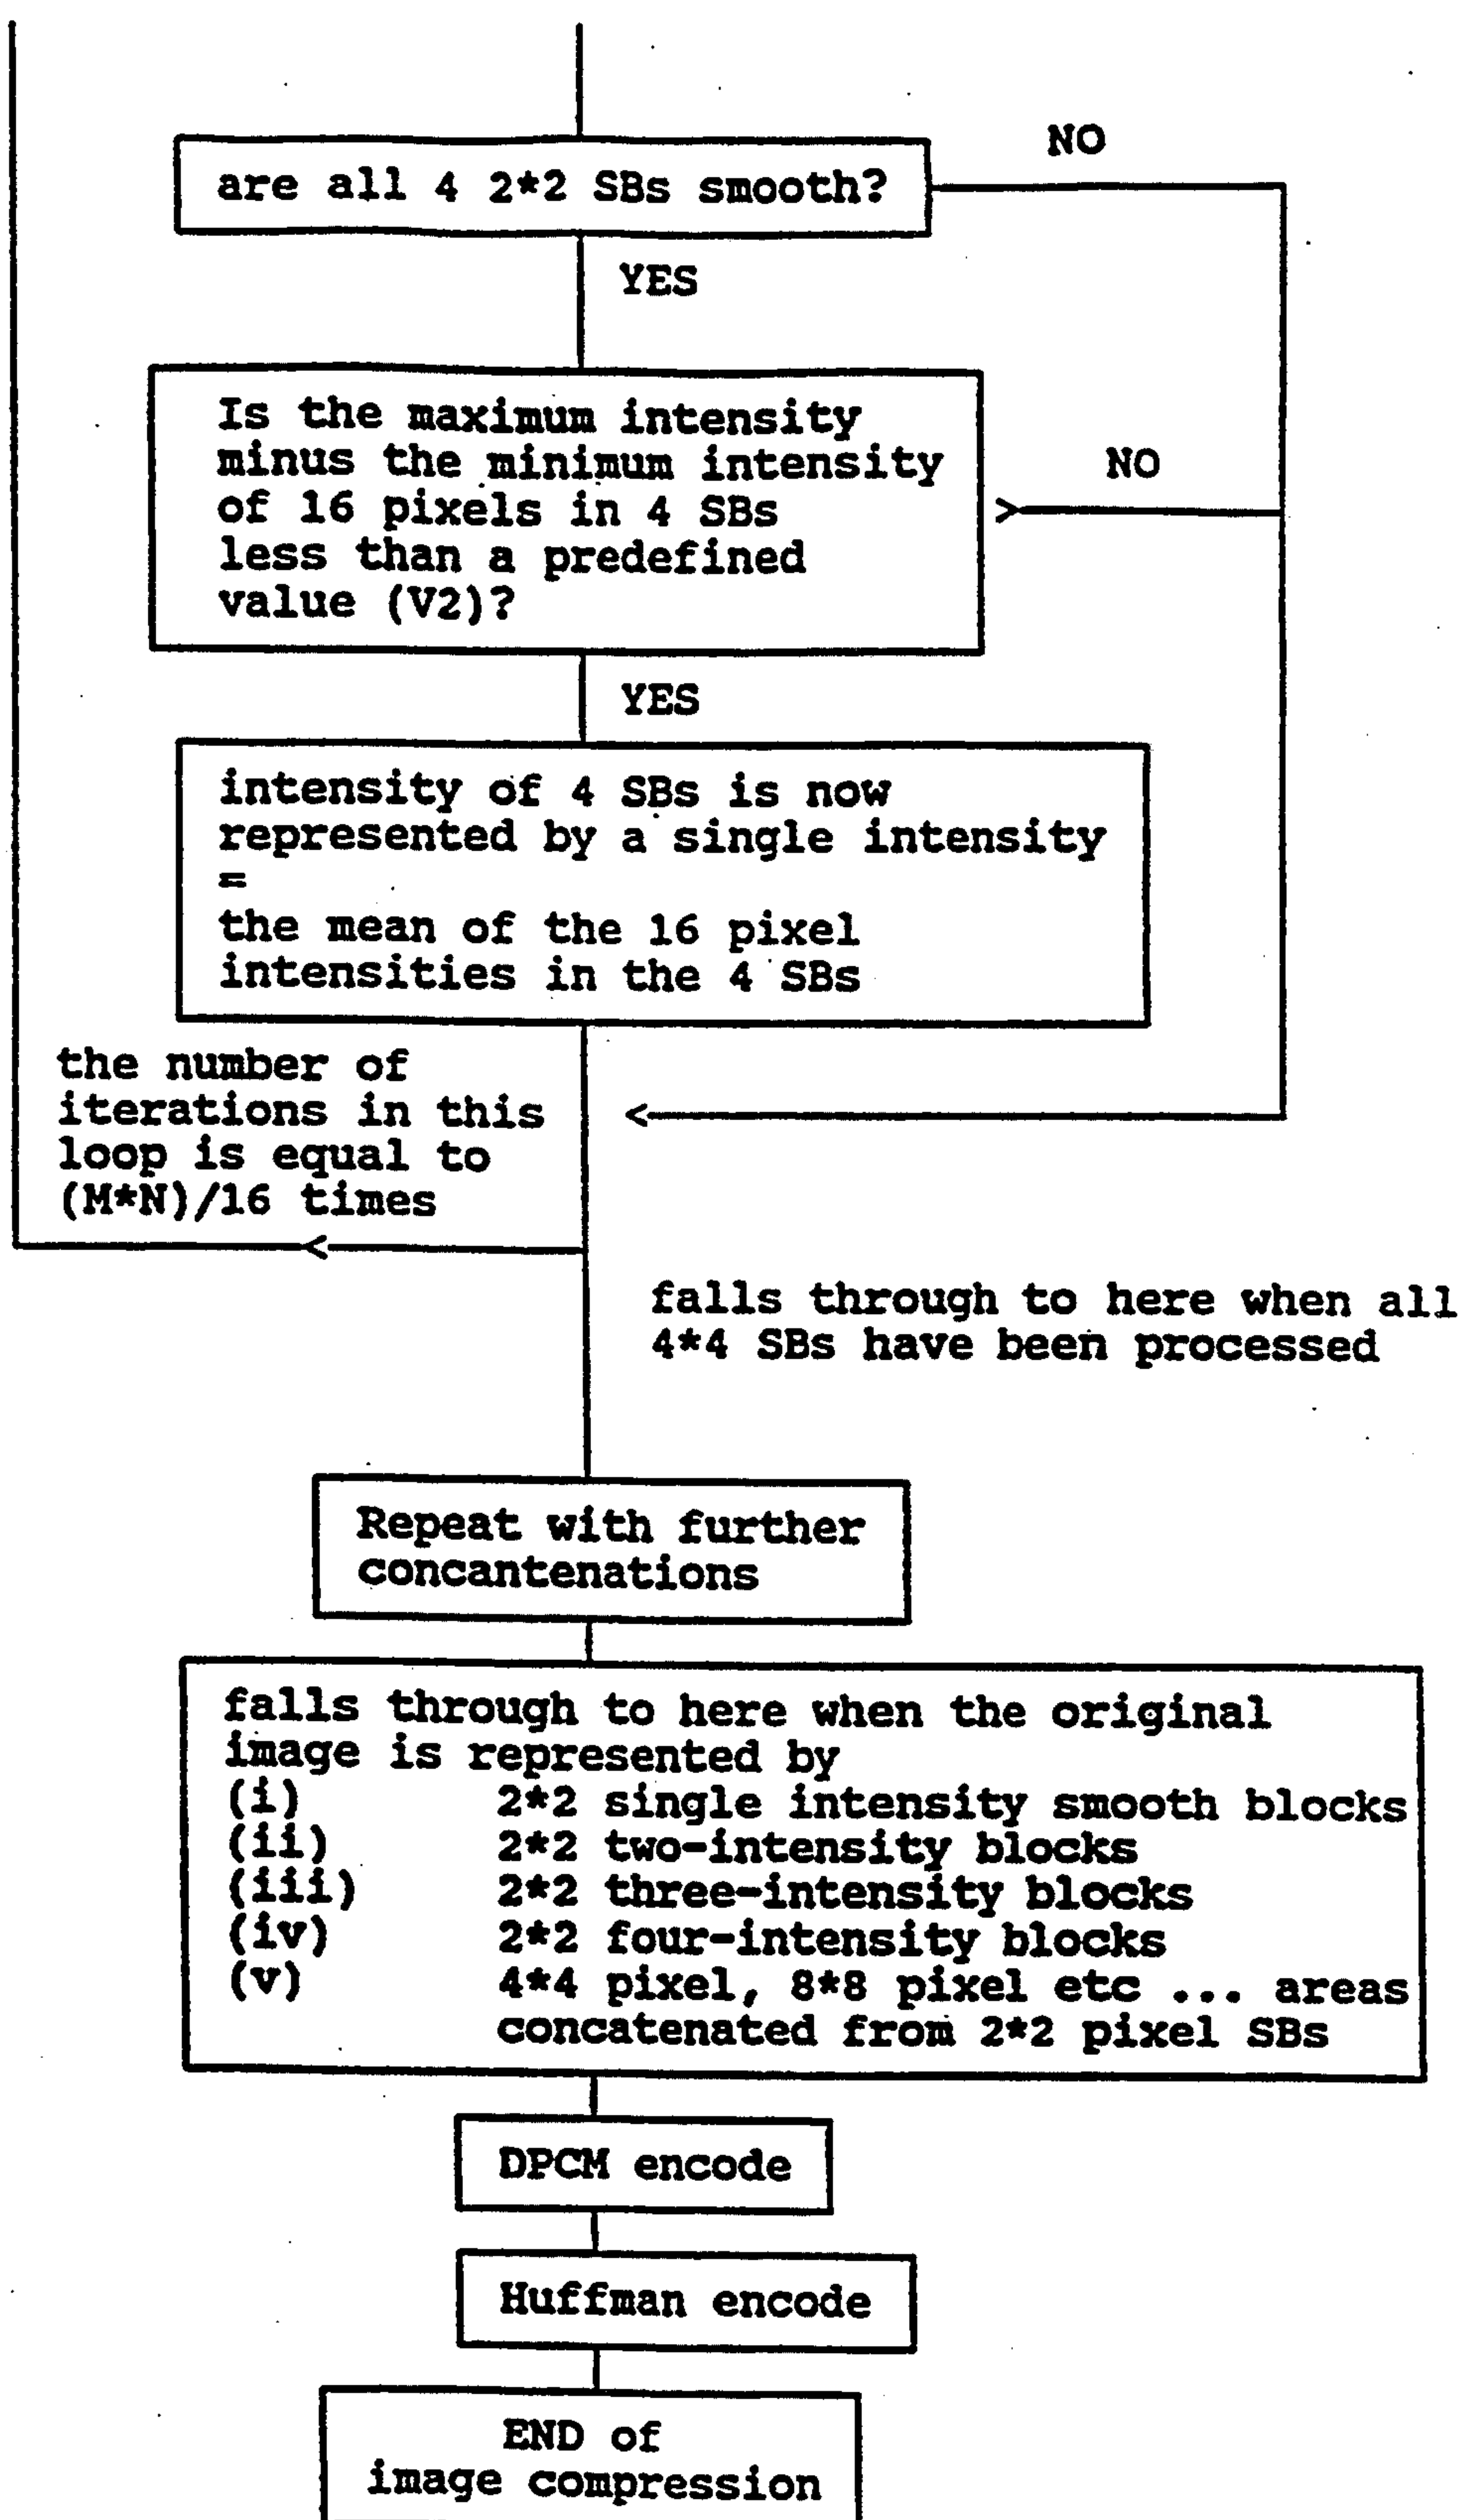 NO
are all 4 2*2 SBs smooth?
YES
Is the maximum intensity
minus the minimum intensity
of 16 pixels in 4 SBs
less than a predefined
value (V2)?
NO
YES
intensity of 4 SBs is now
represented by a single intensity
=
the mean of the 16 pixel
intensities in the 4 SBs
the number of
iterations in this
loop is equal to
(M*N)/16 times
falls through to here when all
4*4 SBs have been processed
Repeat with further
concantenations
falls through to here when the original
image is represented by
(i) 2*2 single intensity smooth blocks
(ii) 2*2 two-intensity blocks
(iii) 2*2 three-intensity blocks
(iv) 2*2 four-intensity blocks
(v) 4*4 pixel, 8*8 pixel etc ... areas
concatenated from 2*2 pixel SBs
DPCM encode
Huffman encode
END of
image compression